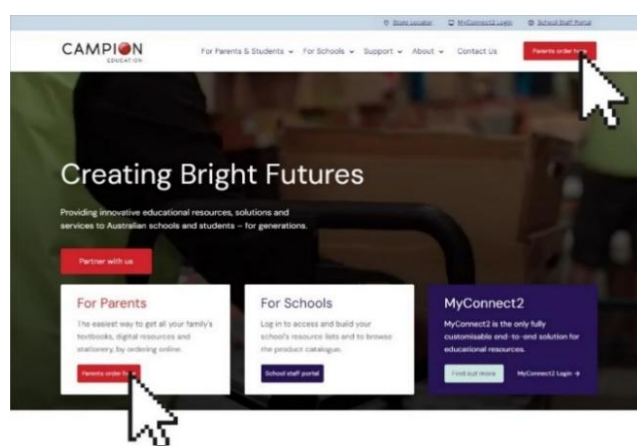 Store Locator MyConnect2 Login School Staff Portal
CAMPION
EDUCATION
For Parents & Students For Schools Support About Contact Us Parents order here
Creating Bright Futures
Providing innovative educational resources, solutions and
services to Australian schools and students – for generations.
Partner with us
For Parents
The easiest way to get all your family's
textbooks, digital resources and
stationery, by ordering online.
Parents order here
For Schools
Log in to access and build your
school's resource lists and to browse
the product catalogue.
School staff portal
MyConnect2
MyConnect2 is the only fully
customisable end-to-end solution for
educational resources.
Find out more MyConnect2 Login →